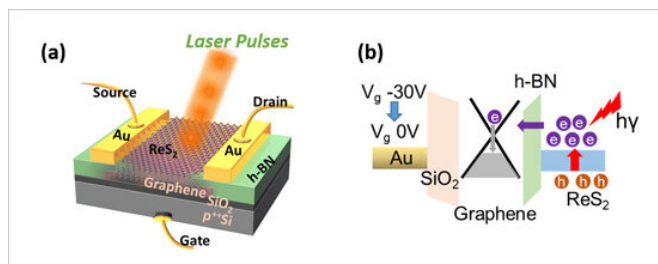 (a)
Laser Pulses
Source
Drain
Au
Au
ReS₂
h-BN
Graphene
SiO₂
p⁺⁺Si
Gate
(b)
h-BN
Vg -30V
Vg 0V
Au
SiO₂
Graphene
e
e e
e e e
hγ
h h h
ReS₂